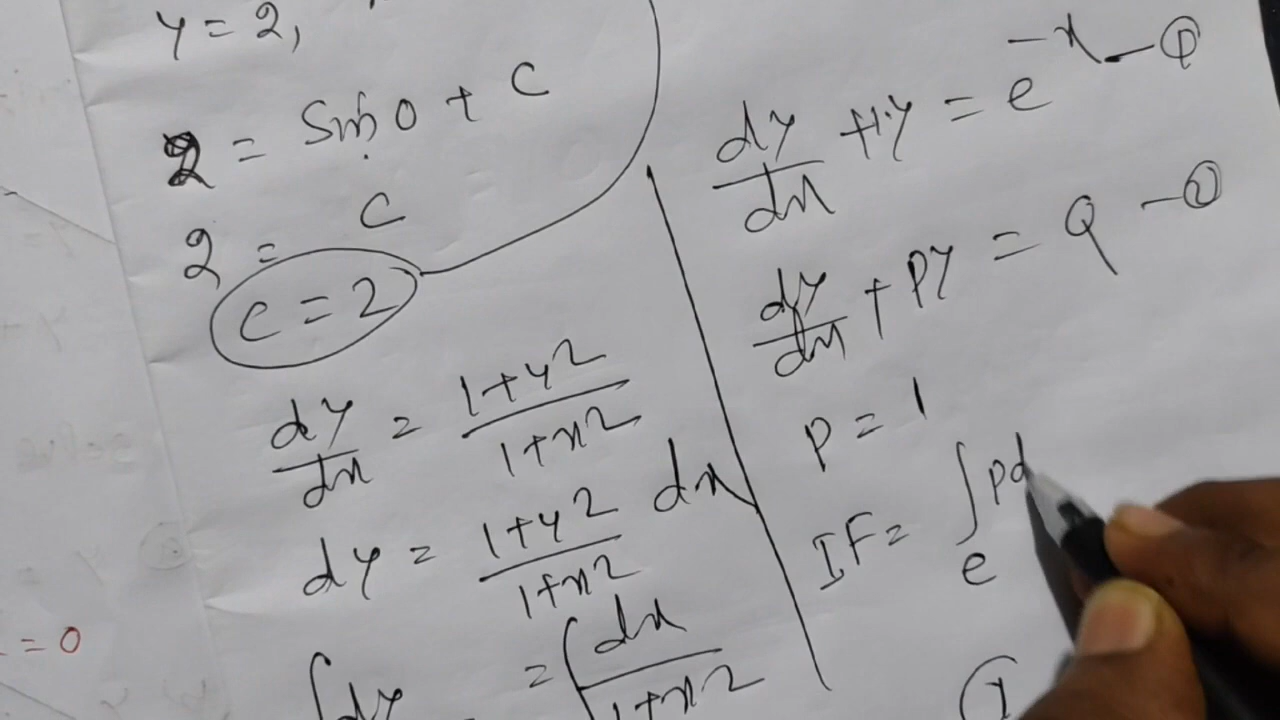 y = 2,
2 = Sin 0 + C
2 = C
C = 2
dy/dx = 1+y2/1+x2
dy = 1+y2/1+x2 dx
∫ dy = ∫ dx/1+x2
= 0
dy/dx + 1.y = e^-x — ①
dy/dx + Py = Q — ②
P = 1
IF = e^∫Pd